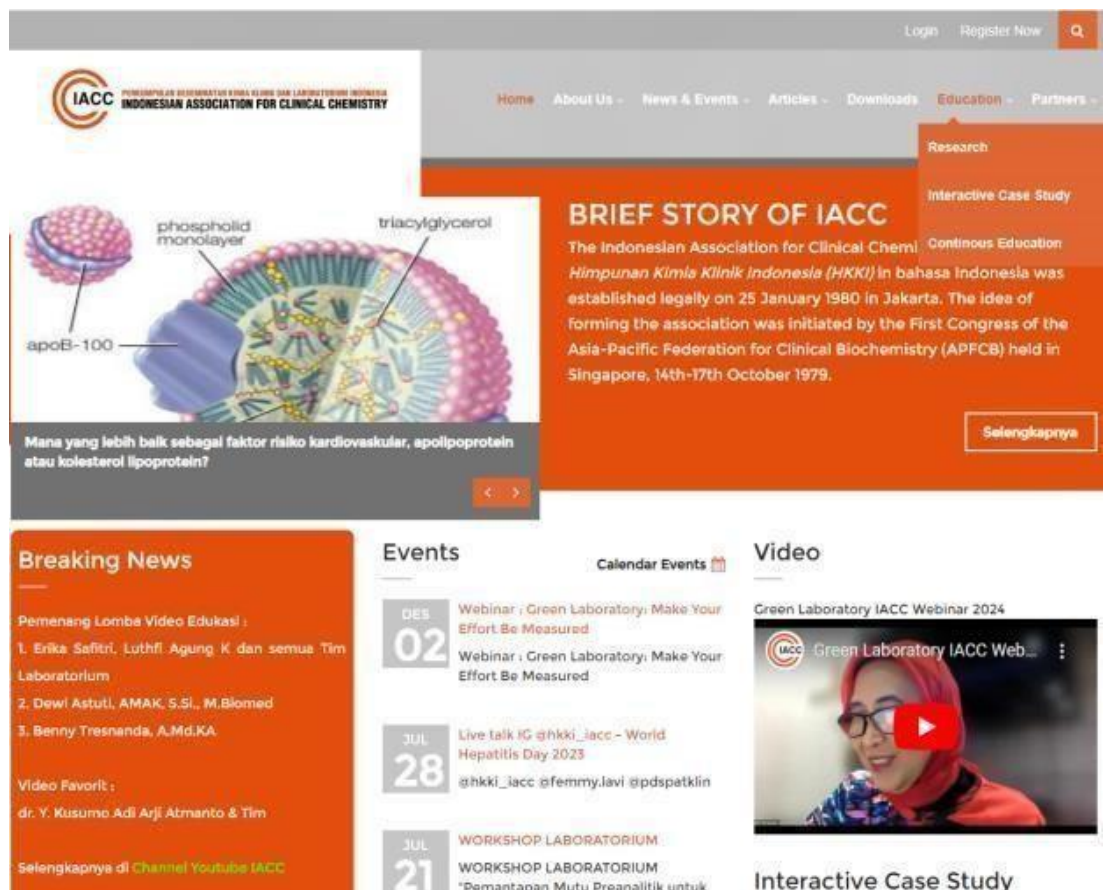 Login Register Now
IACC PERKUMPULAN KESEMINATAN KIMIA KLINIK DAN LABORATORIUM INDONESIA
INDONESIAN ASSOCIATION FOR CLINICAL CHEMISTRY
Home About Us News & Events Articles Downloads Education Partners
Research
Interactive Case Study
Continous Education
phospholid
monolayer
triacylglycerol
apoB-100
Mana yang lebih baik sebagai faktor risiko kardiovaskular, apolipoprotein
atau kolesterol lipoprotein?
< >
BRIEF STORY OF IACC
The Indonesian Association for Clinical Chemi
Himpunan Kimia Klinik Indonesia (HKKI) in bahasa Indonesia was
established legally on 25 January 1980 in Jakarta. The idea of
forming the association was initiated by the First Congress of the
Asia-Pacific Federation for Clinical Biochemistry (APFCB) held in
Singapore, 14th-17th October 1979.
Selengkapnya
Breaking News
Pemenang Lomba Video Edukasi :
1. Erika Safitri, Luthfi Agung K dan semua Tim
Laboratorium
2. Dewi Astuti, AMAK, S.Si., M.Biomed
3. Benny Tresnanda, A.Md.KA
Video Favorit :
dr. Y. Kusumo Adi Arji Atmanto & Tim
Selengkapnya di Channel Youtube IACC
Events
Calendar Events
DES
02
Webinar : Green Laboratory: Make Your
Effort Be Measured
Webinar : Green Laboratory: Make Your
Effort Be Measured
JUL
28
Live talk IG @hkki_iacc – World
Hepatitis Day 2023
@hkki_iacc @femmy.lavi @pdspatklin
JUL
21
WORKSHOP LABORATORIUM
WORKSHOP LABORATORIUM
"Pemantapan Mutu Preanalitik untuk
Video
Green Laboratory IACC Webinar 2024
IACC Green Laboratory IACC Web...
Interactive Case Study